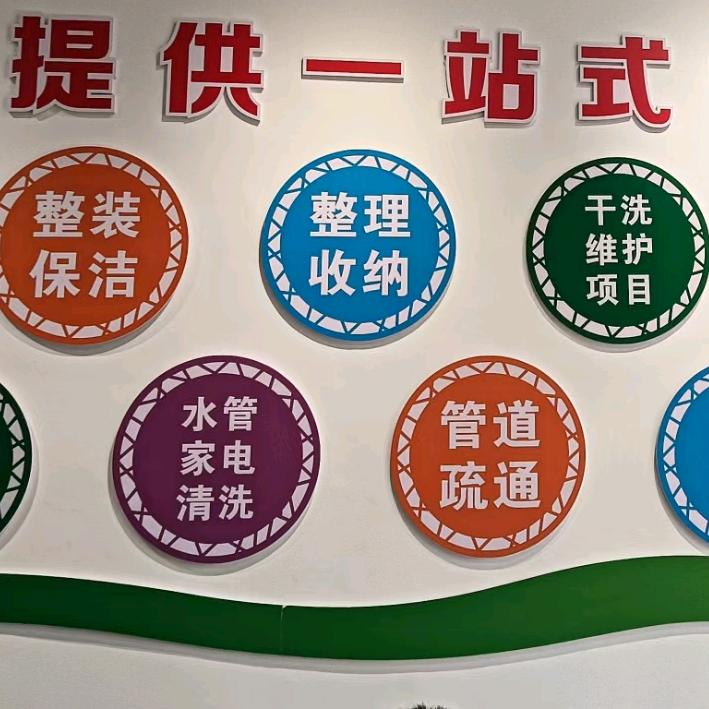 提供一站式
整装
保洁
整理
收纳
干洗
维护
项目
水管
家电
清洗
管道
疏通